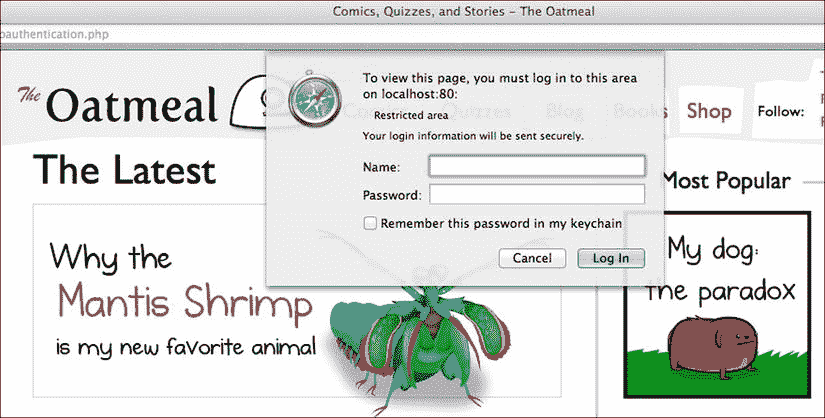 Comics, Quizzes, and Stories – The Oatmeal
oauthentication.php
The Oatmeal
Comics Quizzes Blog Books Shop Follow:
To view this page, you must log in to this area
on localhost:80:
Restricted area
Your login information will be sent securely.
Name:
Password:
Remember this password in my keychain
Cancel Log In
The Latest
Most Popular
Why the
Mantis Shrimp
is my new favorite animal
My dog:
the paradox